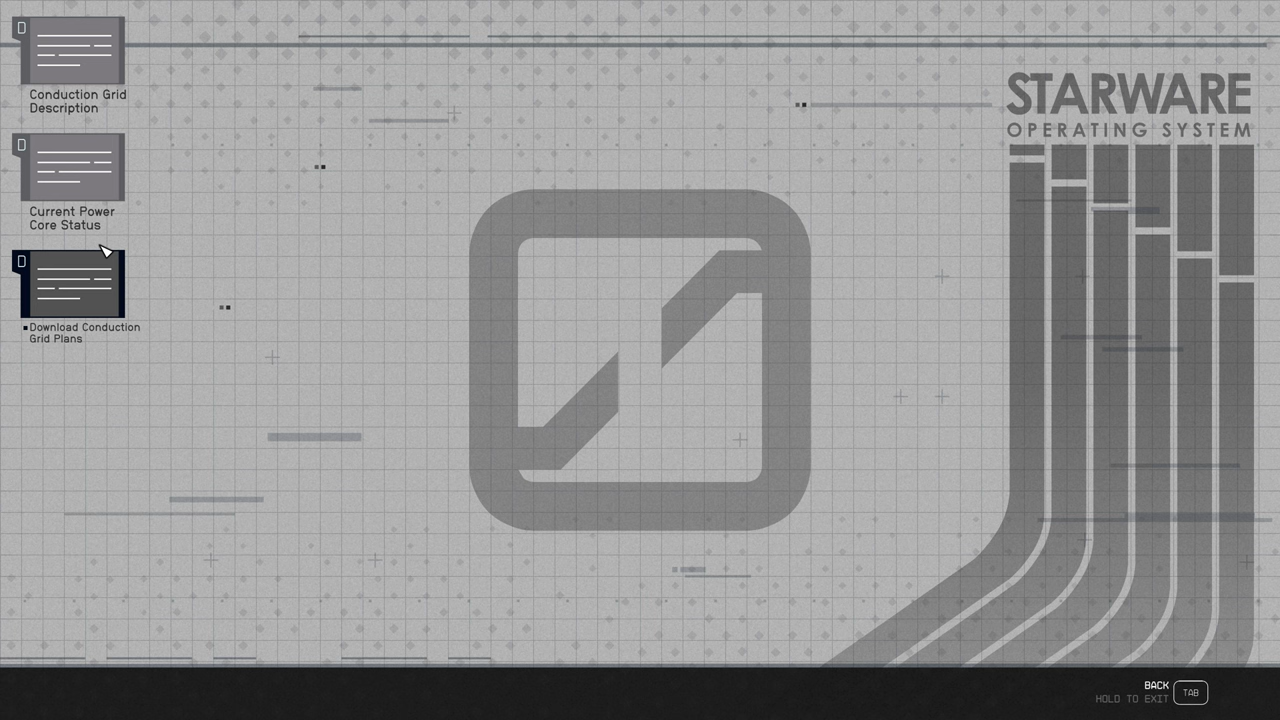 D
Conduction Grid
Description
D
Current Power
Core Status
D
Download Conduction
Grid Plans
STARWARE
OPERATING SYSTEM
BACK
HOLD TO EXIT
TAB